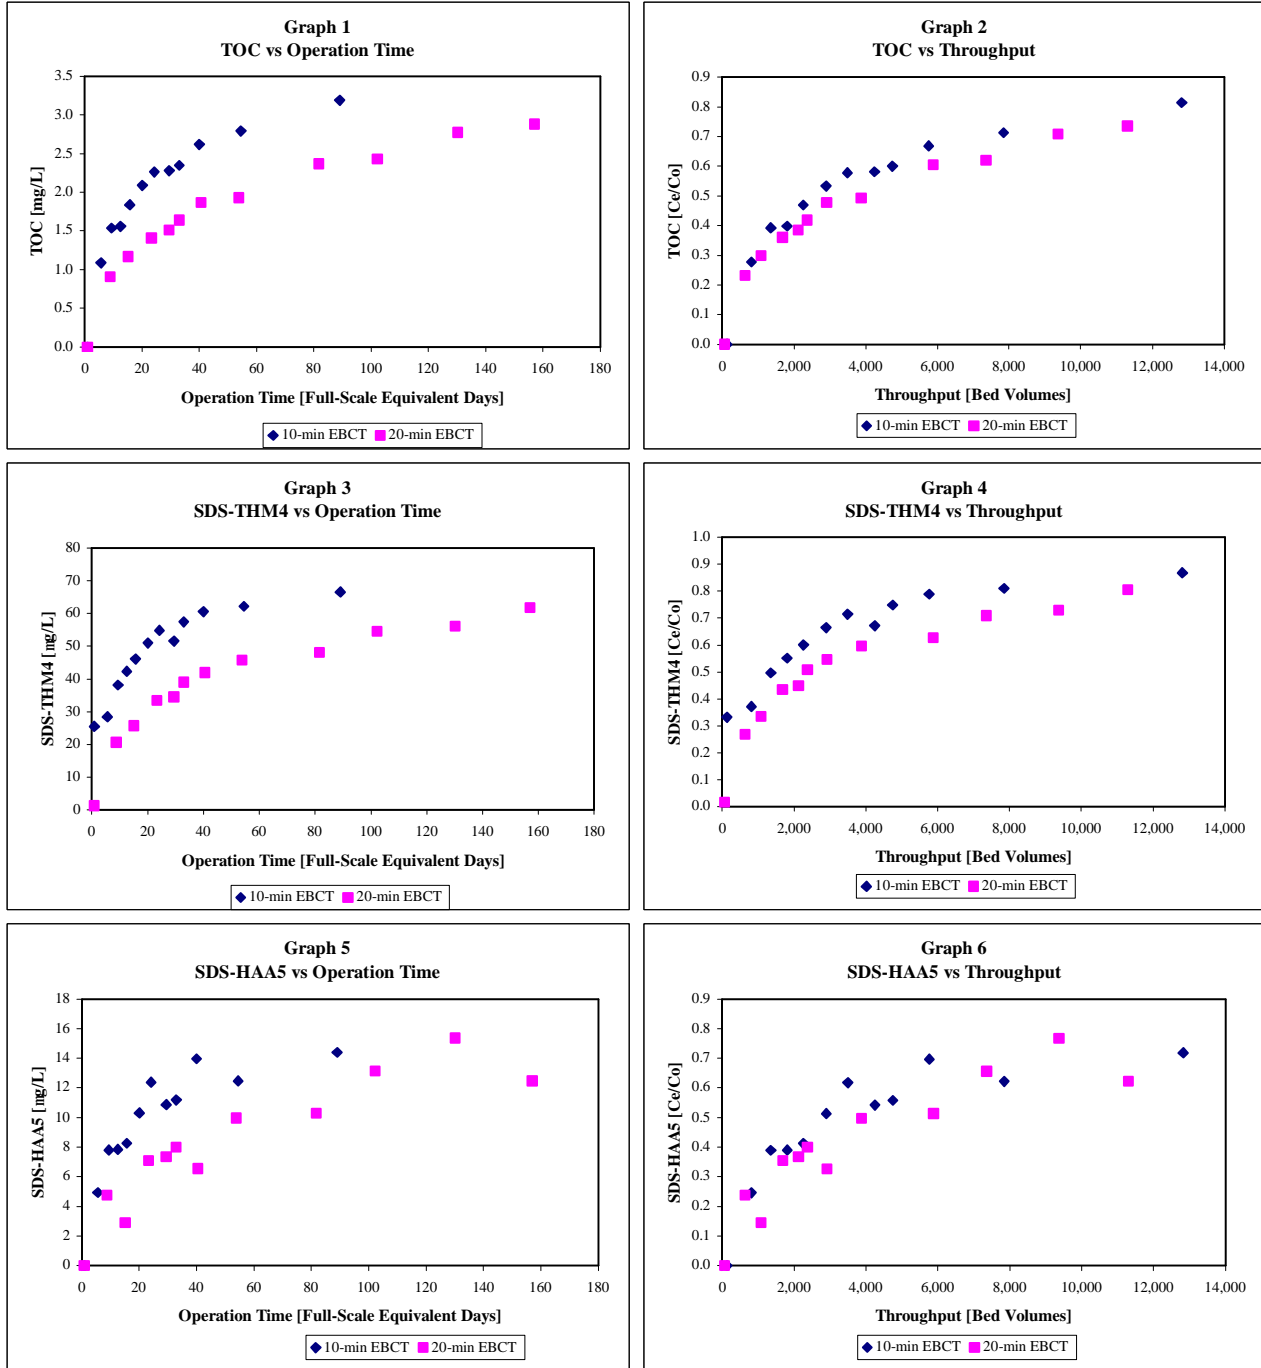 Graph 1
TOC vs Operation Time
3.5
3.0
2.5
2.0
1.5
1.0
0.5
0.0
TOC [mg/L]
0 20 40 60 80 100 120 140 160 180
Operation Time [Full-Scale Equivalent Days]
10-min EBCT 20-min EBCT
Graph 2
TOC vs Throughput
0.9
0.8
0.7
0.6
0.5
0.4
0.3
0.2
0.1
0.0
TOC [Ce/Co]
0 2,000 4,000 6,000 8,000 10,000 12,000 14,000
Throughput [Bed Volumes]
10-min EBCT 20-min EBCT
Graph 3
SDS-THM4 vs Operation Time
80
70
60
50
40
30
20
10
0
SDS-THM4 [µg/L]
0 20 40 60 80 100 120 140 160 180
Operation Time [Full-Scale Equivalent Days]
10-min EBCT 20-min EBCT
Graph 4
SDS-THM4 vs Throughput
1.0
0.9
0.8
0.7
0.6
0.5
0.4
0.3
0.2
0.1
0.0
SDS-THM4 [Ce/Co]
0 2,000 4,000 6,000 8,000 10,000 12,000 14,000
Throughput [Bed Volumes]
10-min EBCT 20-min EBCT
Graph 5
SDS-HAA5 vs Operation Time
18
16
14
12
10
8
6
4
2
0
SDS-HAA5 [µg/L]
0 20 40 60 80 100 120 140 160 180
Operation Time [Full-Scale Equivalent Days]
10-min EBCT 20-min EBCT
Graph 6
SDS-HAA5 vs Throughput
0.9
0.8
0.7
0.6
0.5
0.4
0.3
0.2
0.1
0.0
SDS-HAA5 [Ce/Co]
0 2,000 4,000 6,000 8,000 10,000 12,000 14,000
Throughput [Bed Volumes]
10-min EBCT 20-min EBCT